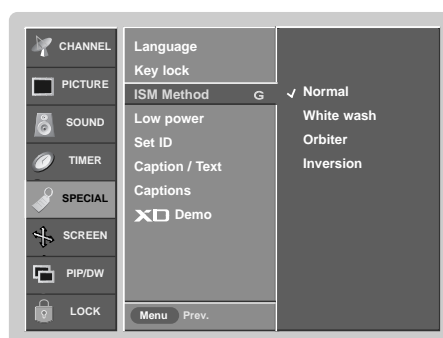 CHANNEL
PICTURE
SOUND
TIMER
SPECIAL
SCREEN
PIP/DW
LOCK
Language
Key lock
ISM Method G
Low power
Set ID
Caption / Text
Captions
XD Demo
Menu Prev.
✓ Normal
White wash
Orbiter
Inversion